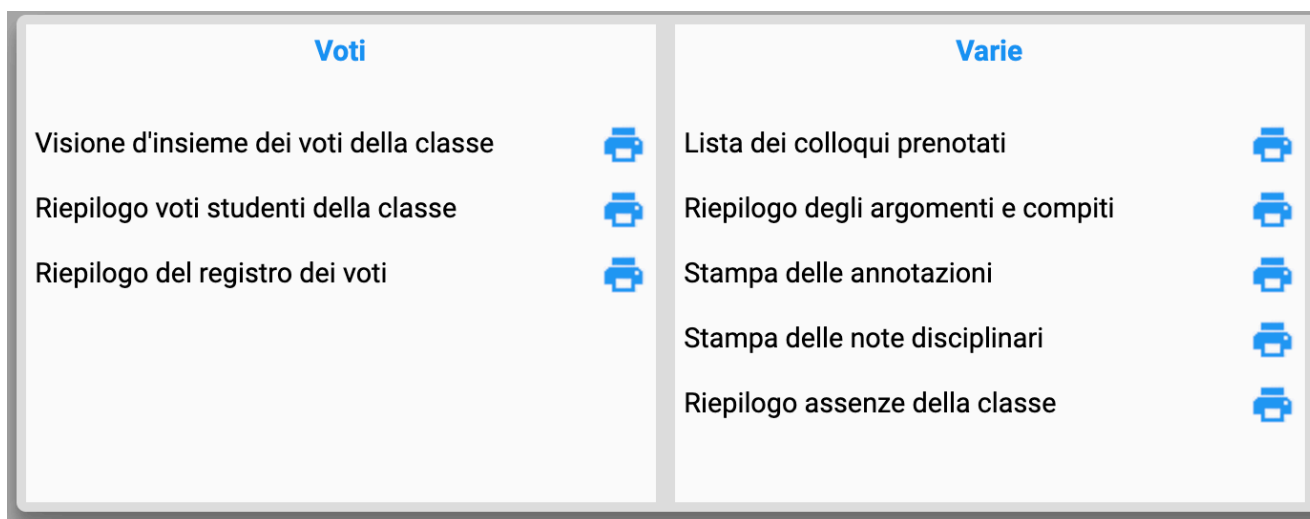 Voti
Visione d'insieme dei voti della classe
Riepilogo voti studenti della classe
Riepilogo del registro dei voti
Varie
Lista dei colloqui prenotati
Riepilogo degli argomenti e compiti
Stampa delle annotazioni
Stampa delle note disciplinari
Riepilogo assenze della classe